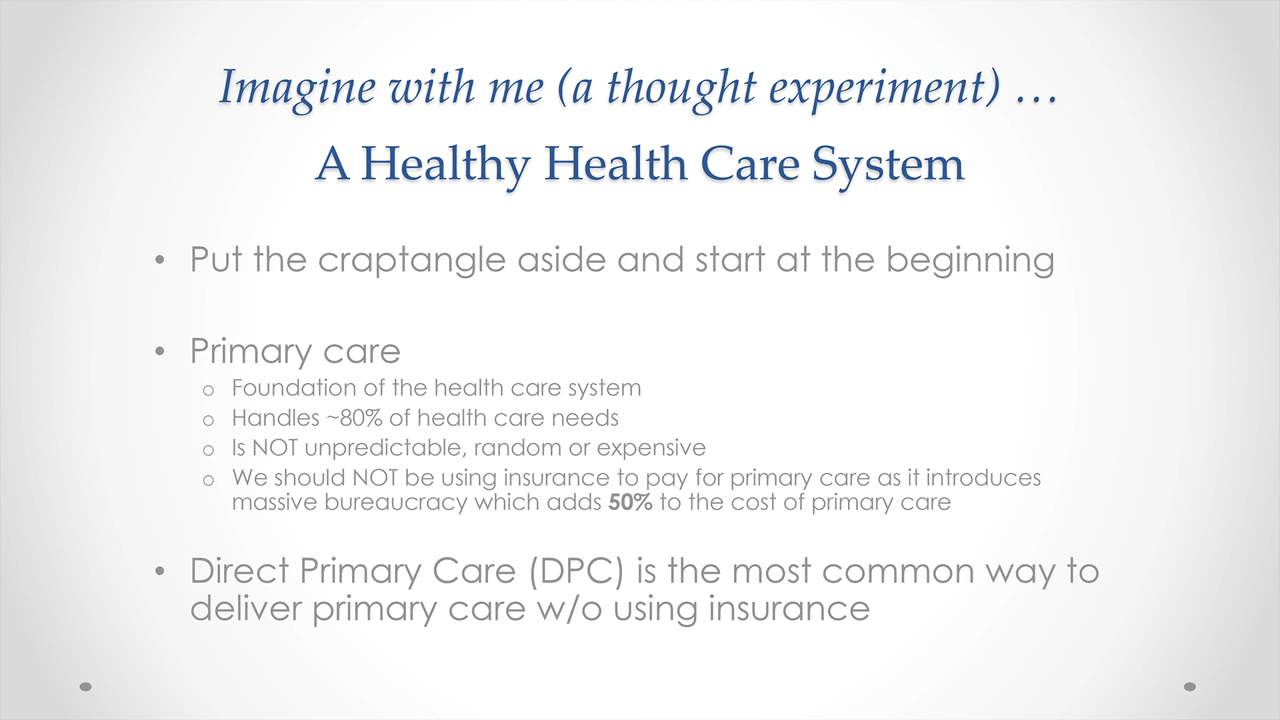 Imagine with me (a thought experiment) …
A Healthy Health Care System
• Put the craptangle aside and start at the beginning
• Primary care
o Foundation of the health care system
o Handles ~80% of health care needs
o Is NOT unpredictable, random or expensive
o We should NOT be using insurance to pay for primary care as it introduces
massive bureaucracy which adds 50% to the cost of primary care
• Direct Primary Care (DPC) is the most common way to
deliver primary care w/o using insurance